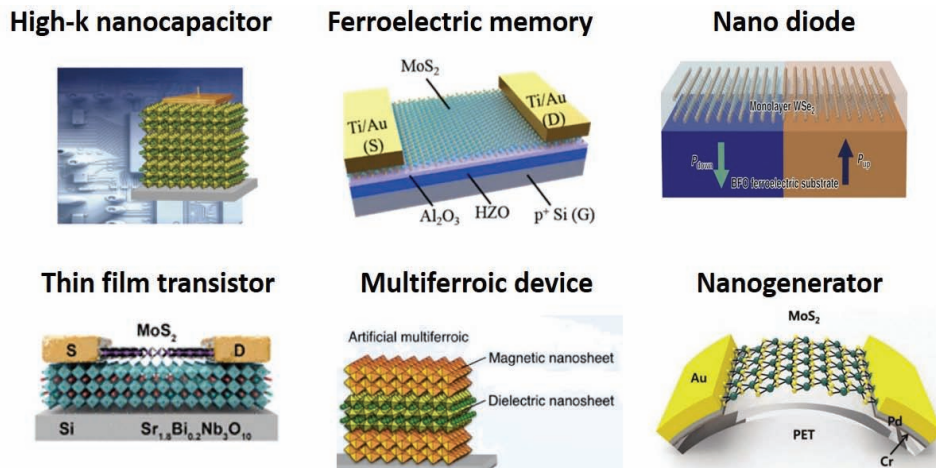 High-k nanocapacitor
Ferroelectric memory
MoS₂
Ti/Au
(S)
Ti/Au
(D)
Al₂O₃
HZO
p⁺ Si (G)
Nano diode
Monolayer WSe₂
P_down
P_up
BFO ferroelectric substrate
Thin film transistor
MoS₂
S
D
Si
Sr₁.₈Bi₀.₂Nb₃O₁₀
Multiferroic device
Artificial multiferroic
Magnetic nanosheet
Dielectric nanosheet
Nanogenerator
MoS₂
Au
Pd
PET
Cr